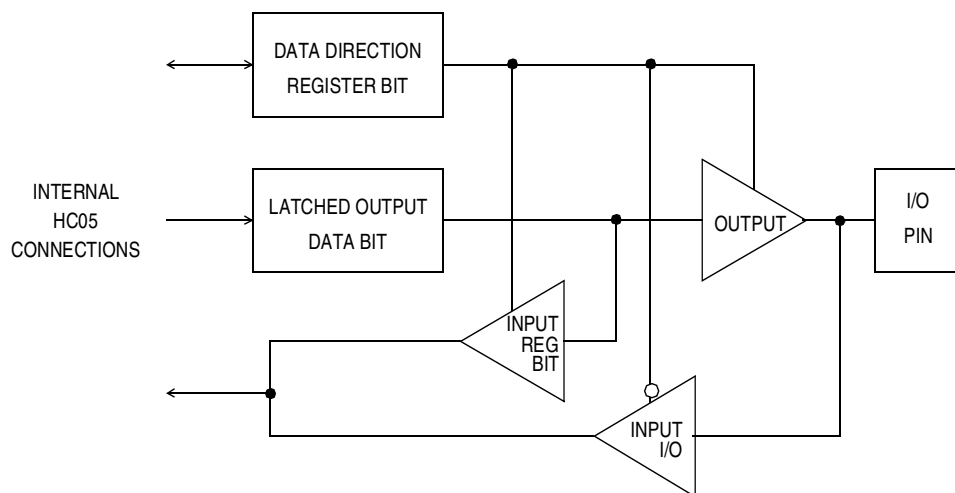 DATA DIRECTION
REGISTER BIT
INTERNAL
HC05
CONNECTIONS
LATCHED OUTPUT
DATA BIT
OUTPUT
I/O
PIN
INPUT
REG
BIT
INPUT
I/O